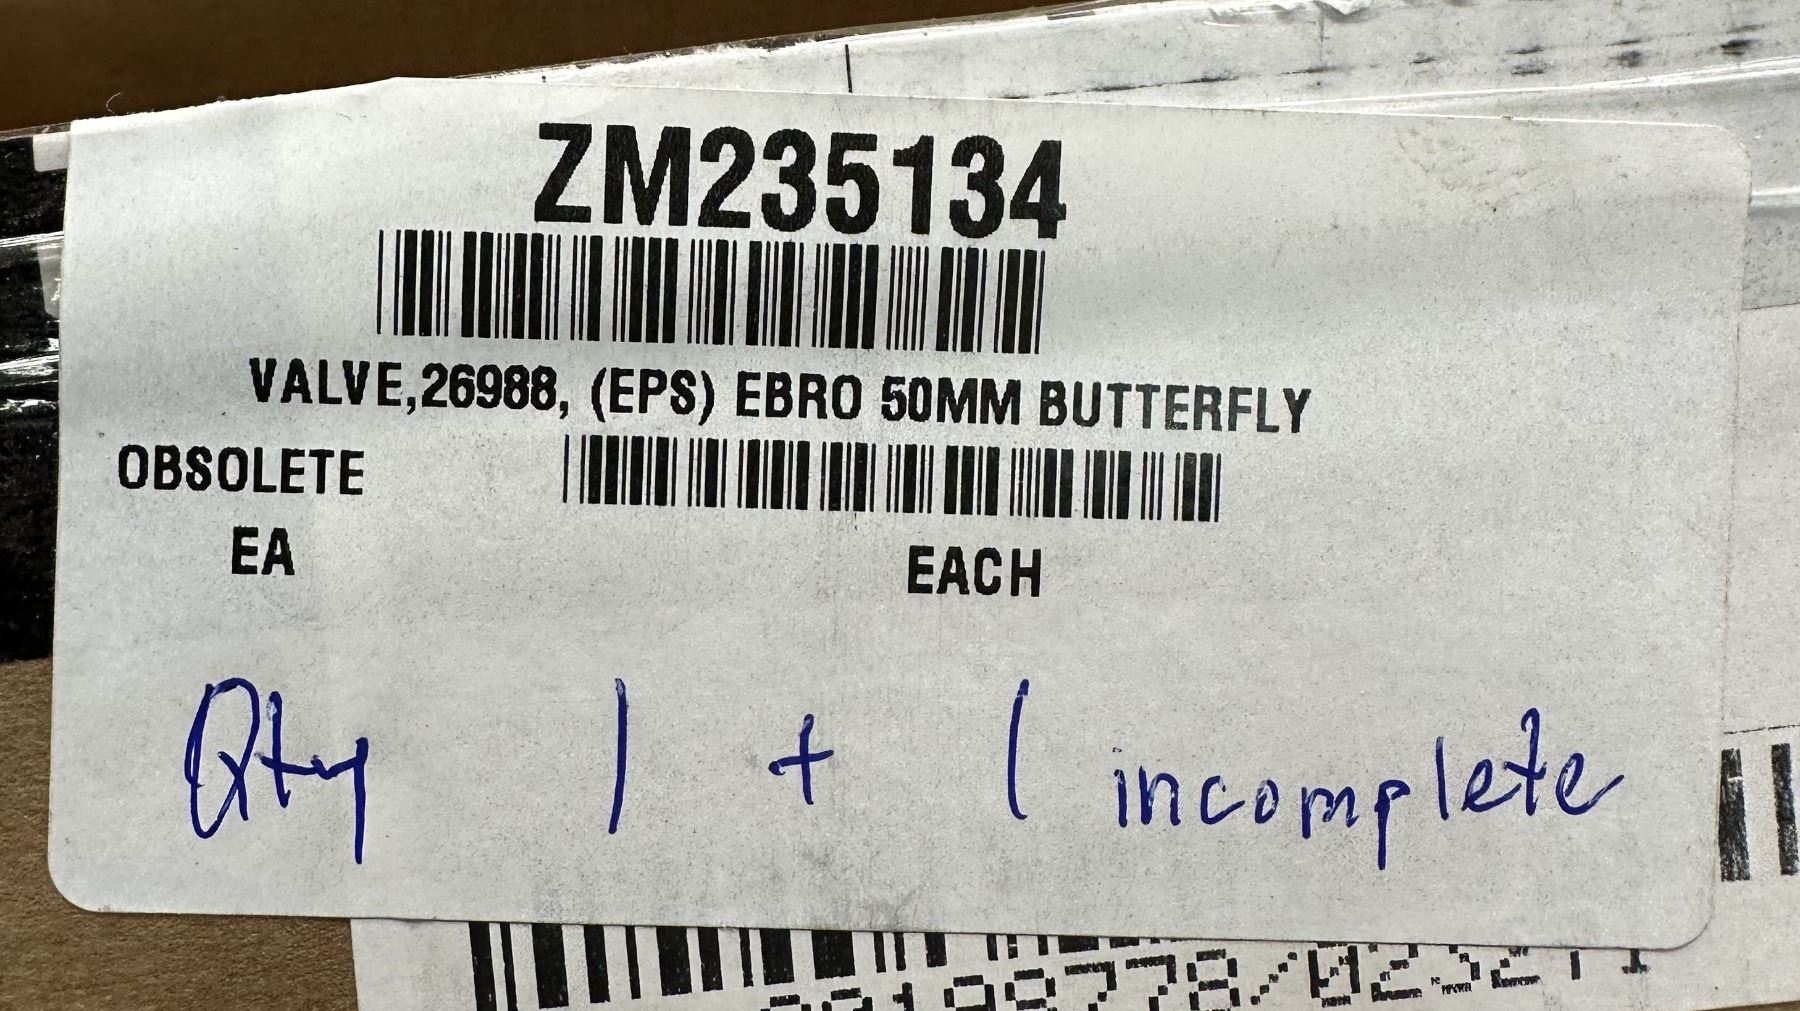 ZM235134
VALVE,26988, (EPS) EBRO 50MM BUTTERFLY
OBSOLETE
EA EACH
Qty 1 + 1 incomplete